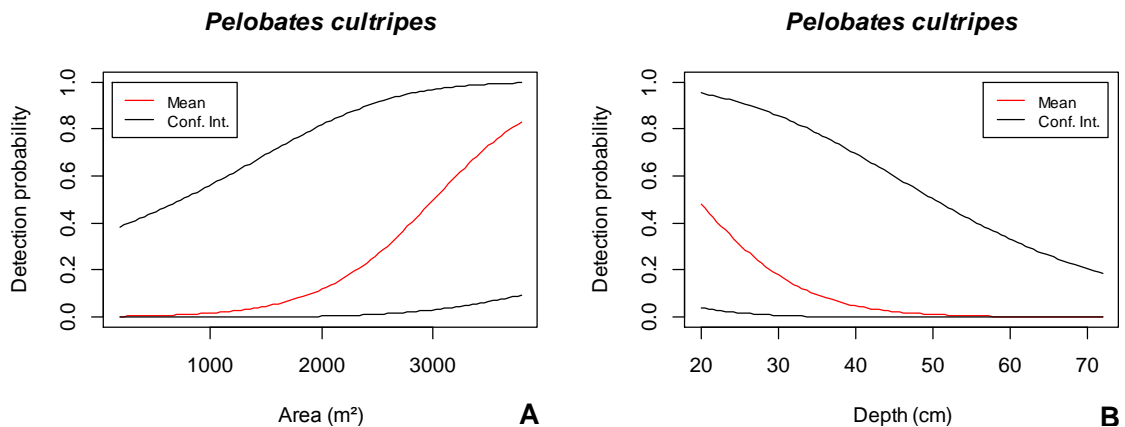 Pelobates cultripes
Detection probability
1.0
0.8
0.6
0.4
0.2
0.0
Mean
Conf. Int.
1000 2000 3000
Area (m²)
A
Pelobates cultripes
Detection probability
1.0
0.8
0.6
0.4
0.2
0.0
Mean
Conf. Int.
20 30 40 50 60 70
Depth (cm)
B